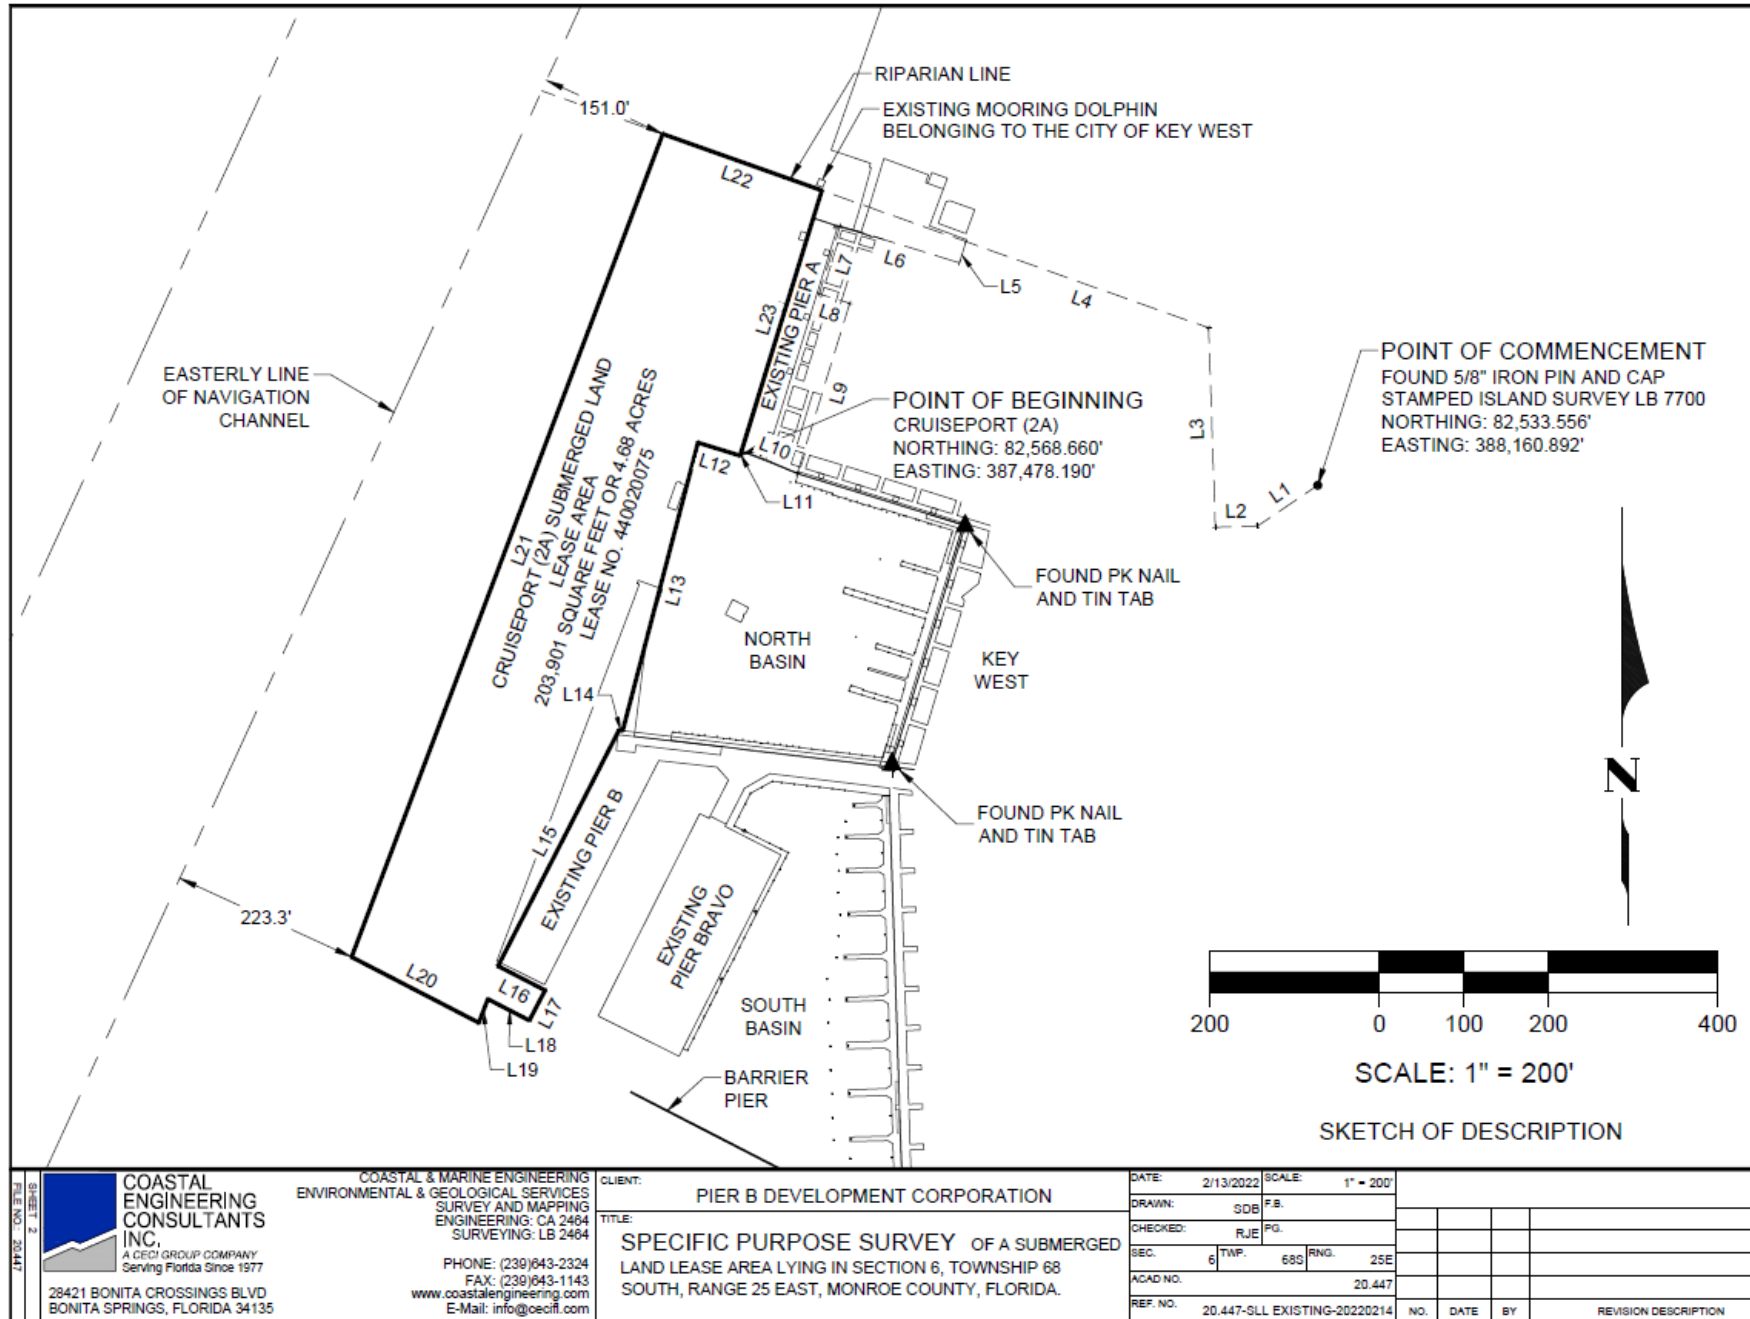 RIPARIAN LINE
EXISTING MOORING DOLPHIN
BELONGING TO THE CITY OF KEY WEST
151.0'
L22
L7
L6
L5
L4
L23
EXISTING PIER A
L8
L9
EASTERLY LINE
OF NAVIGATION
CHANNEL
POINT OF COMMENCEMENT
FOUND 5/8" IRON PIN AND CAP
STAMPED ISLAND SURVEY LB 7700
NORTHING: 82,533.556'
EASTING: 388,160.892'
POINT OF BEGINNING
CRUISEPORT (2A)
NORTHING: 82,568.660'
EASTING: 387,478.190'
L3
L10
L12
L11
L2
L1
L21
CRUISEPORT (2A) SUBMERGED LAND
LEASE AREA
203,901 SQUARE FEET OR 4.68 ACRES
LEASE NO. 440020075
L13
FOUND PK NAIL
AND TIN TAB
NORTH
BASIN
KEY
WEST
L14
N
L15
EXISTING PIER B
FOUND PK NAIL
AND TIN TAB
EXISTING
PIER BRAVO
223.3'
L20
L16
L17
L18
L19
SOUTH
BASIN
BARRIER
PIER
200
0
100
200
400
SCALE: 1" = 200'
SKETCH OF DESCRIPTION
SHEET 2
FILE NO.: 20.447
COASTAL
ENGINEERING
CONSULTANTS
INC.
A CECI GROUP COMPANY
Serving Florida Since 1977
28421 BONITA CROSSINGS BLVD
BONITA SPRINGS, FLORIDA 34135
COASTAL & MARINE ENGINEERING
ENVIRONMENTAL & GEOLOGICAL SERVICES
SURVEY AND MAPPING
ENGINEERING: CA 2464
SURVEYING: LB 2464
PHONE: (239)643-2324
FAX: (239)643-1143
www.coastalengineering.com
E-Mail: info@cecifl.com
CLIENT:
PIER B DEVELOPMENT CORPORATION
TITLE:
SPECIFIC PURPOSE SURVEY OF A SUBMERGED
LAND LEASE AREA LYING IN SECTION 6, TOWNSHIP 68
SOUTH, RANGE 25 EAST, MONROE COUNTY, FLORIDA.
DATE: 2/13/2022 SCALE: 1" = 200'
DRAWN: SDB F.B.
CHECKED: RJE PG.
SEC. 6 TWP. 68S RNG. 25E
ACAD NO. 20.447
REF. NO. 20.447-SLL EXISTING-20220214
NO. DATE BY REVISION DESCRIPTION